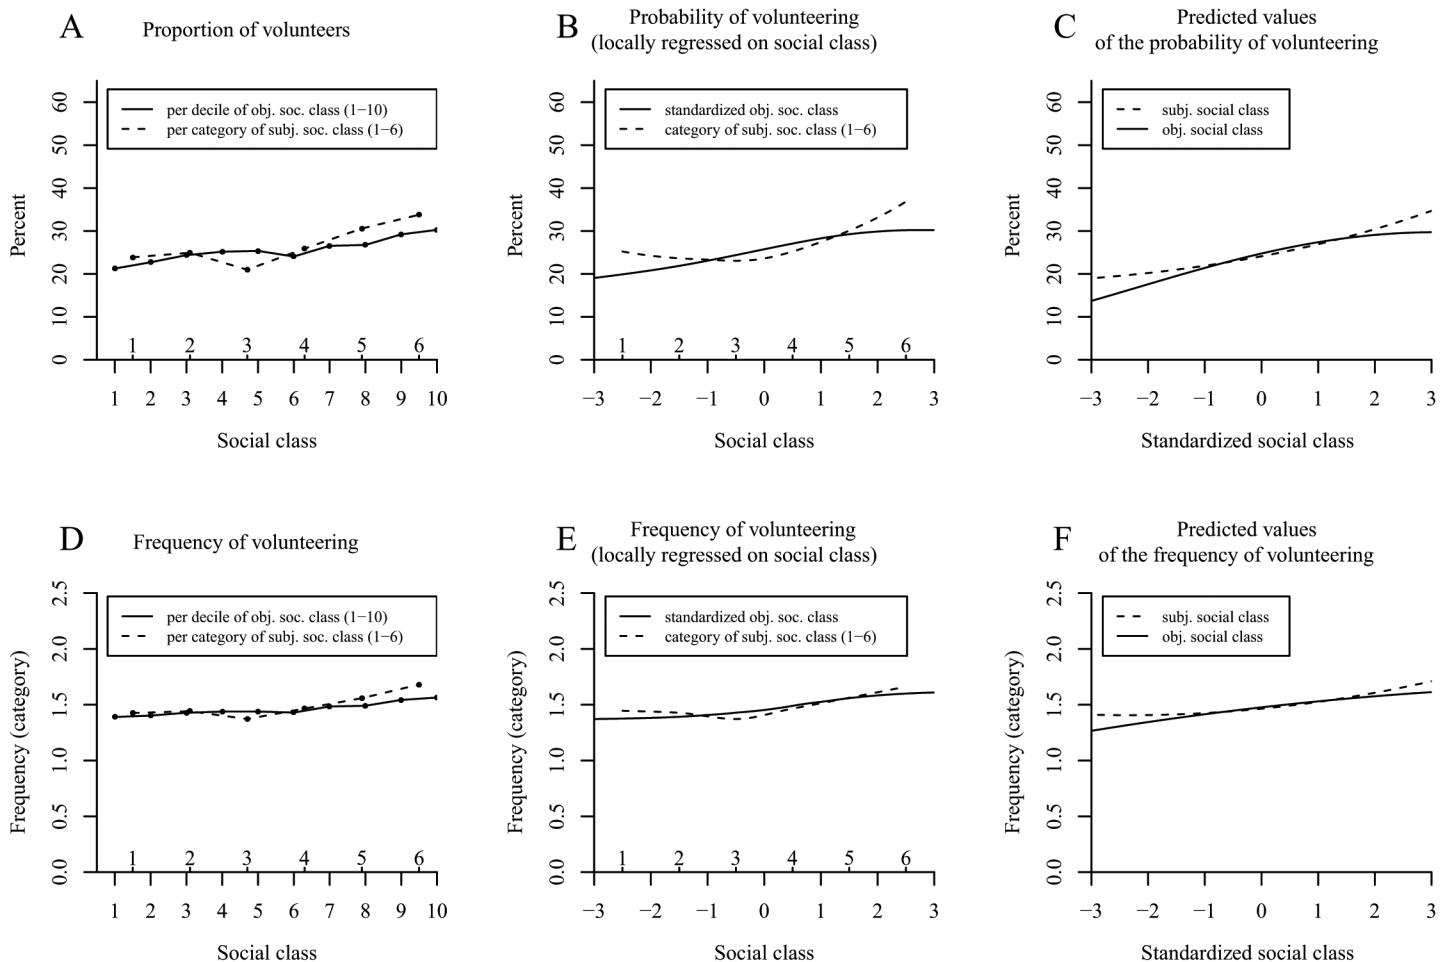 A
Proportion of volunteers
per decile of obj. soc. class (1−10)
per category of subj. soc. class (1−6)
Percent
60
50
40
30
20
10
0
1 2 3 4 5 6
1 2 3 4 5 6 7 8 9 10
Social class
B
Probability of volunteering
(locally regressed on social class)
standardized obj. soc. class
category of subj. soc. class (1−6)
Percent
60
50
40
30
20
10
0
1 2 3 4 5 6
−3 −2 −1 0 1 2 3
Social class
C
Predicted values
of the probability of volunteering
subj. social class
obj. social class
Percent
60
50
40
30
20
10
0
−3 −2 −1 0 1 2 3
Standardized social class
D
Frequency of volunteering
per decile of obj. soc. class (1−10)
per category of subj. soc. class (1−6)
Frequency (category)
2.5
2.0
1.5
1.0
0.5
0.0
1 2 3 4 5 6
1 2 3 4 5 6 7 8 9 10
Social class
E
Frequency of volunteering
(locally regressed on social class)
standardized obj. soc. class
category of subj. soc. class (1−6)
Frequency (category)
2.5
2.0
1.5
1.0
0.5
0.0
1 2 3 4 5 6
−3 −2 −1 0 1 2 3
Social class
F
Predicted values
of the frequency of volunteering
subj. social class
obj. social class
Frequency (category)
2.5
2.0
1.5
1.0
0.5
0.0
−3 −2 −1 0 1 2 3
Standardized social class